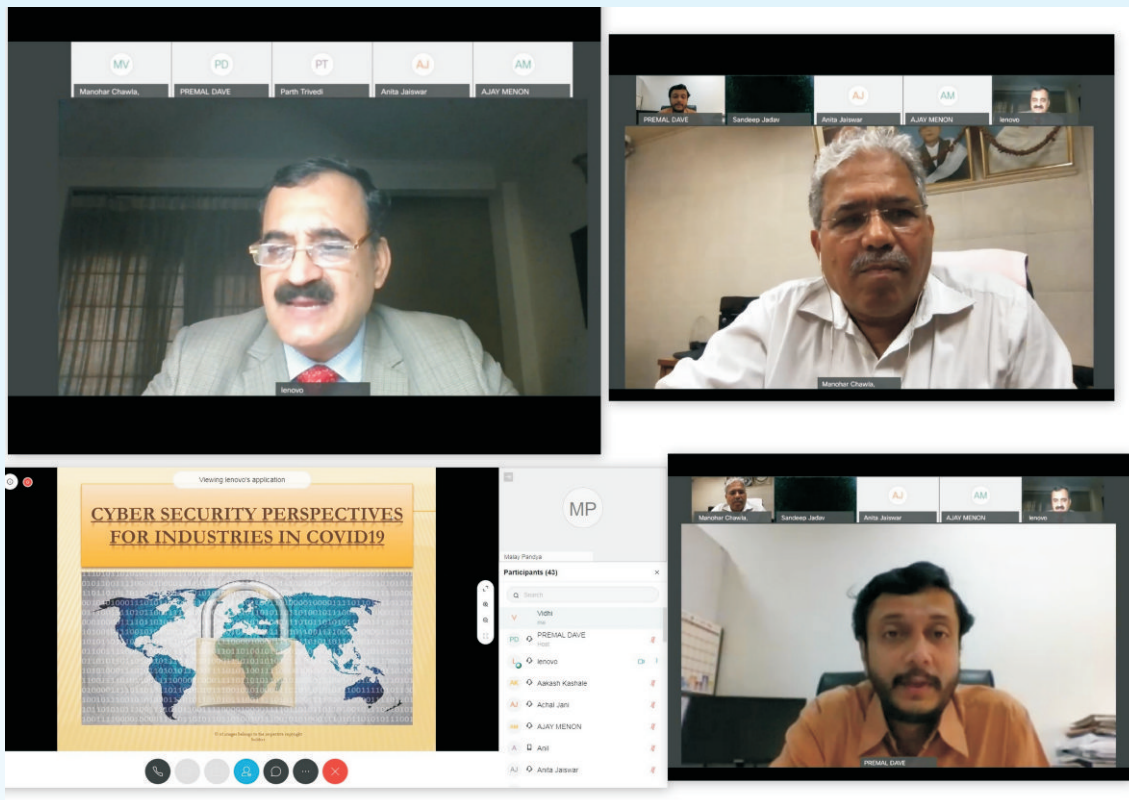 MV
PD
PT
AJ
AM
Manohar Chawla,
PREMAL DAVE
Parth Trivedi
Anita Jaiswar
AJAY MENON
lenovo
AJ
AM
PREMAL DAVE
Sandeep Jadav
Anita Jaiswar
AJAY MENON
lenovo
Manohar Chawla,
Viewing lenovo's application
CYBER SECURITY PERSPECTIVES
FOR INDUSTRIES IN COVID19
MP
Malay Pandya
Participants (43)
Search
V
Vidhi
me
PD
PREMAL DAVE
Host
L
lenovo
AK
Aakash Kashale
AJ
Achal Jani
AM
AJAY MENON
A
Anil
AJ
Anita Jaiswar
AJ
AM
Manohar Chawla,
Sandeep Jadav
Anita Jaiswar
AJAY MENON
lenovo
PREMAL DAVE